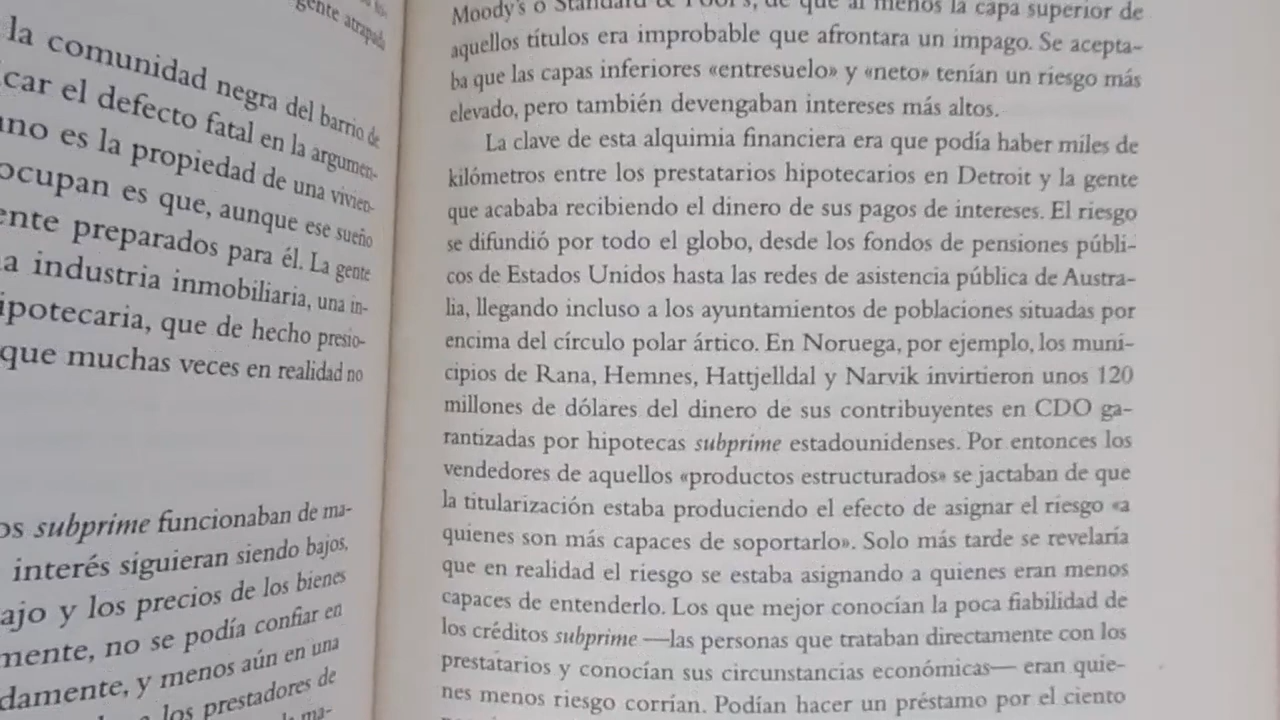 gente atrapada
la comunidad negra del barrio de
car el defecto fatal en la argumen-
ano es la propiedad de una vivien-
ocupan es que, aunque ese sueño
ente preparados para él. La gente
a industria inmobiliaria, una in-
ipotecaria, que de hecho presio-
que muchas veces en realidad no
os subprime funcionaban de ma-
interés siguieran siendo bajos,
ajo y los precios de los bienes
mente, no se podía confiar en
damente, y menos aún en una
los prestadores de
ma-
Moody's o Standard & Poor's, de que al menos la capa superior de
aquellos títulos era improbable que afrontara un impago. Se acepta-
ba que las capas inferiores «entresuelo» y «neto» tenían un riesgo más
elevado, pero también devengaban intereses más altos.
La clave de esta alquimia financiera era que podía haber miles de
kilómetros entre los prestatarios hipotecarios en Detroit y la gente
que acababa recibiendo el dinero de sus pagos de intereses. El riesgo
se difundió por todo el globo, desde los fondos de pensiones públi-
cos de Estados Unidos hasta las redes de asistencia pública de Austra-
lia, llegando incluso a los ayuntamientos de poblaciones situadas por
encima del círculo polar ártico. En Noruega, por ejemplo, los muni-
cipios de Rana, Hemnes, Hattjelldal y Narvik invirtieron unos 120
millones de dólares del dinero de sus contribuyentes en CDO ga-
rantizadas por hipotecas subprime estadounidenses. Por entonces los
vendedores de aquellos «productos estructurados» se jactaban de que
la titularización estaba produciendo el efecto de asignar el riesgo «a
quienes son más capaces de soportarlo». Solo más tarde se revelaría
que en realidad el riesgo se estaba asignando a quienes eran menos
capaces de entenderlo. Los que mejor conocían la poca fiabilidad de
los créditos subprime —las personas que trataban directamente con los
prestatarios y conocían sus circunstancias económicas— eran quie-
nes menos riesgo corrían. Podían hacer un préstamo por el ciento